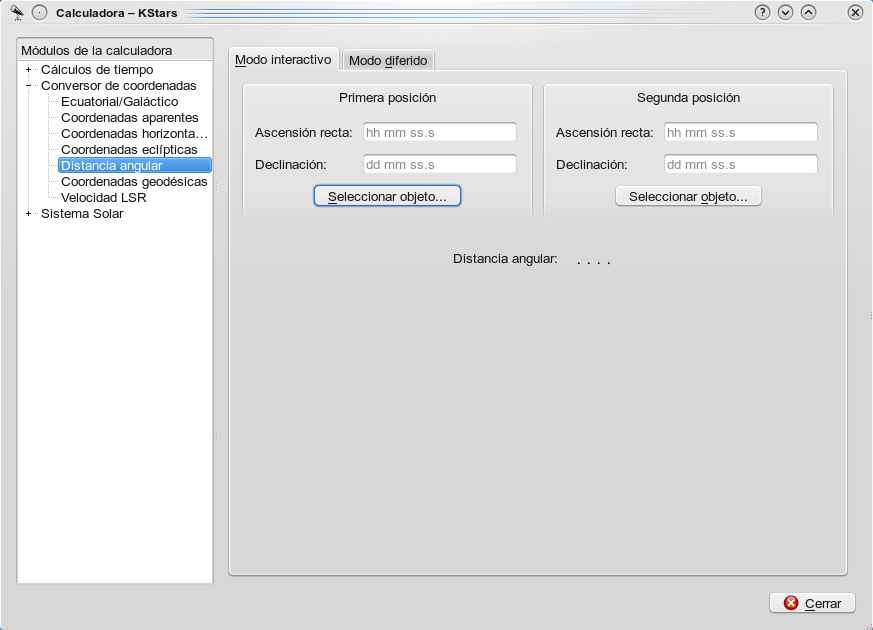 Calculadora – KStars
Módulos de la calculadora
Cálculos de tiempo
Conversor de coordenadas
Ecuatorial/Galáctico
Coordenadas aparentes
Coordenadas horizonta...
Coordenadas eclípticas
Distancia angular
Coordenadas geodésicas
Velocidad LSR
Sistema Solar
Modo interactivo
Modo diferido
Primera posición
Ascensión recta: hh mm ss.s
Declinación: dd mm ss.s
Seleccionar objeto...
Segunda posición
Ascensión recta: hh mm ss.s
Declinación: dd mm ss.s
Seleccionar objeto...
Distancia angular: . . . .
Cerrar